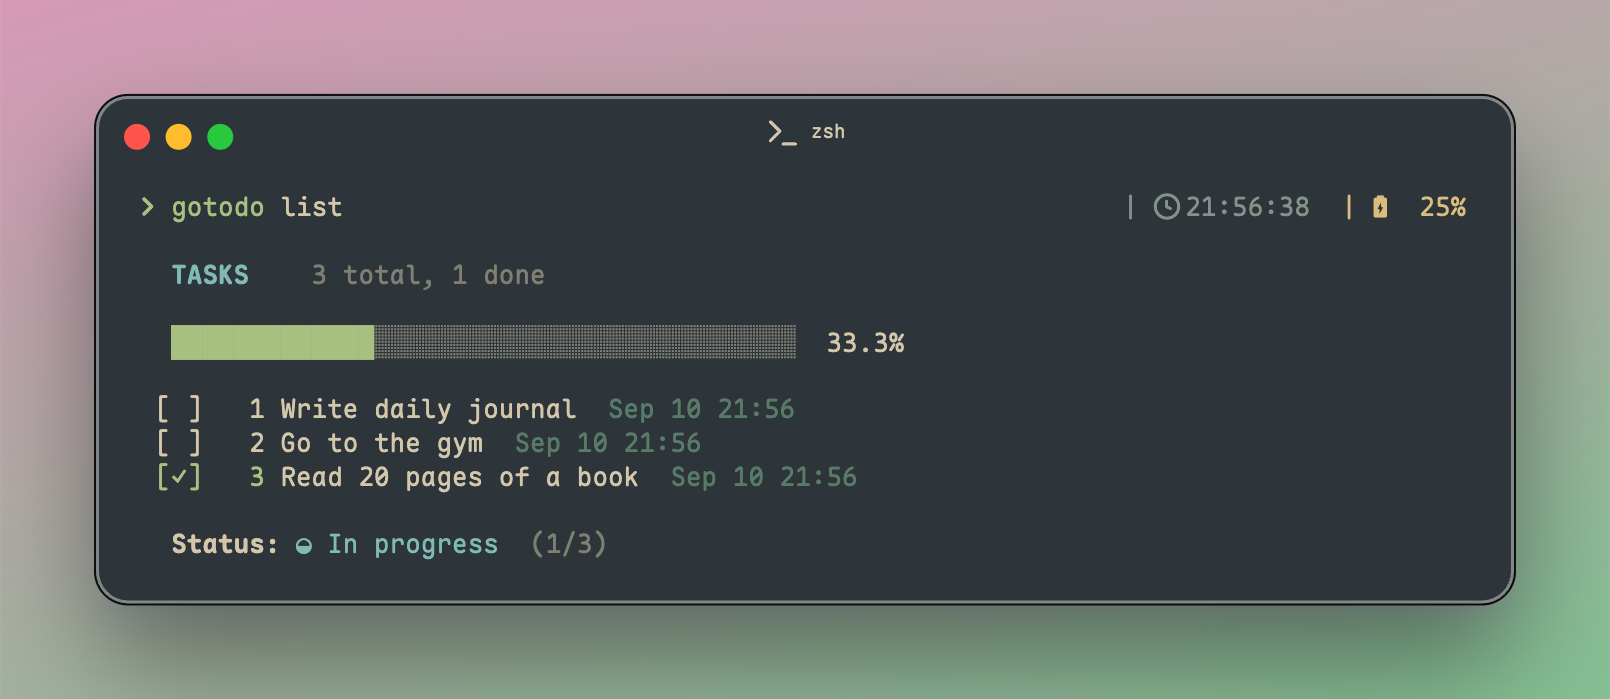 zsh
❯ gotodo list | 21:56:38 | 25%
TASKS 3 total, 1 done
33.3%
[ ] 1 Write daily journal Sep 10 21:56
[ ] 2 Go to the gym Sep 10 21:56
[✓] 3 Read 20 pages of a book Sep 10 21:56
Status: ◒ In progress (1/3)